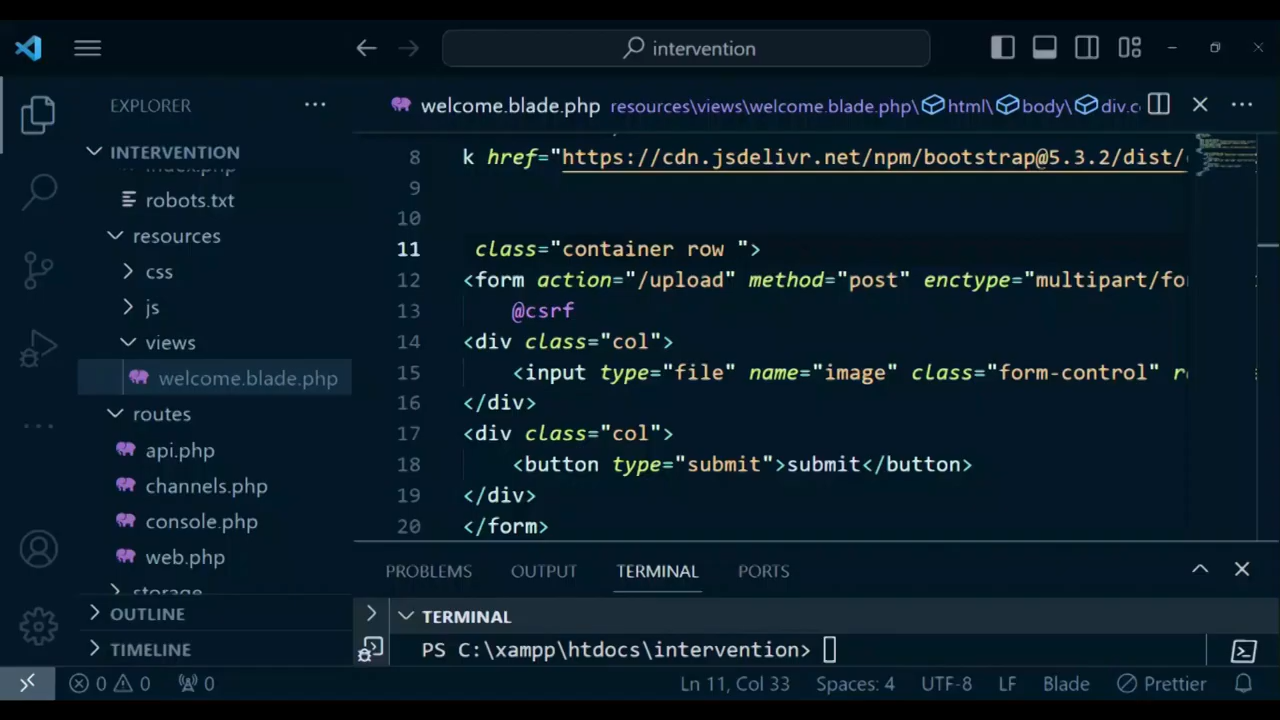 intervention
EXPLORER
INTERVENTION
index.php
robots.txt
resources
css
js
views
welcome.blade.php
routes
api.php
channels.php
console.php
web.php
storage
OUTLINE
TIMELINE
welcome.blade.php resources\views\welcome.blade.php\ html\ body\ div.c
8 k href="https://cdn.jsdelivr.net/npm/bootstrap@5.3.2/dist/
9
10
11 class="container row ">
12 <form action="/upload" method="post" enctype="multipart/fo
13 @csrf
14 <div class="col">
15 <input type="file" name="image" class="form-control" r
16 </div>
17 <div class="col">
18 <button type="submit">submit</button>
19 </div>
20 </form>
PROBLEMS OUTPUT TERMINAL PORTS
TERMINAL
PS C:\xampp\htdocs\intervention>
0 0 0 Ln 11, Col 33 Spaces: 4 UTF-8 LF Blade Prettier